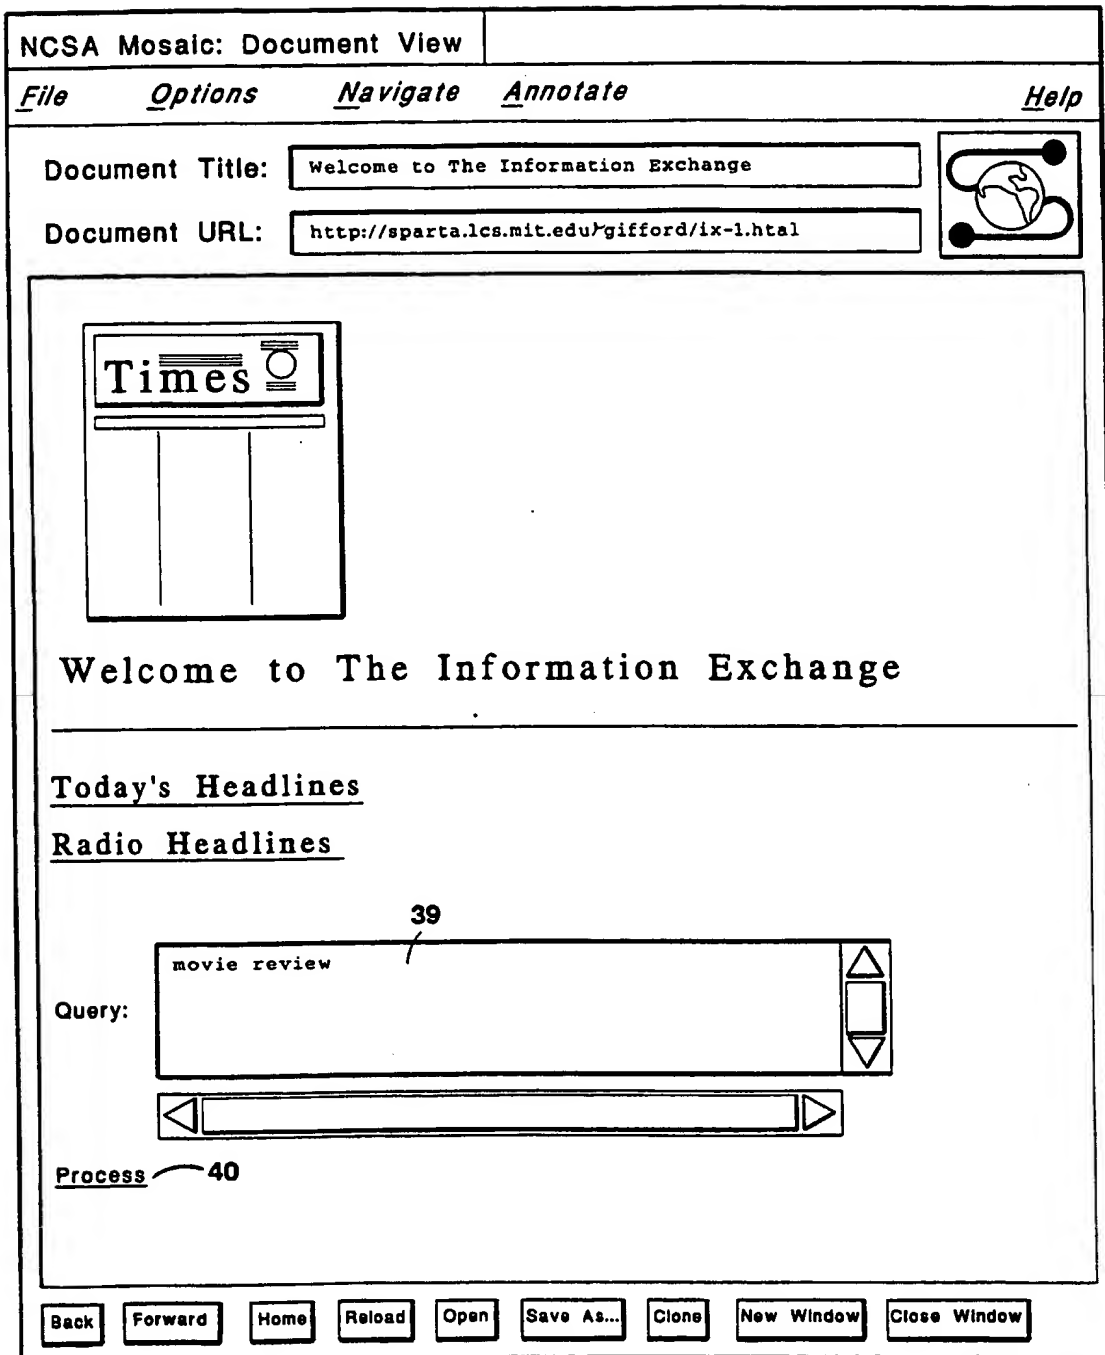 NCSA Mosaic: Document View
File Options Navigate Annotate Help
Document Title: Welcome to The Information Exchange
Document URL: http://sparta.lcs.mit.edu/~gifford/ix-1.htal
Times
Welcome to The Information Exchange
Today's Headlines
Radio Headlines
39
movie review
Query:
Process 40
Back Forward Home Reload Open Save As... Clone New Window Close Window